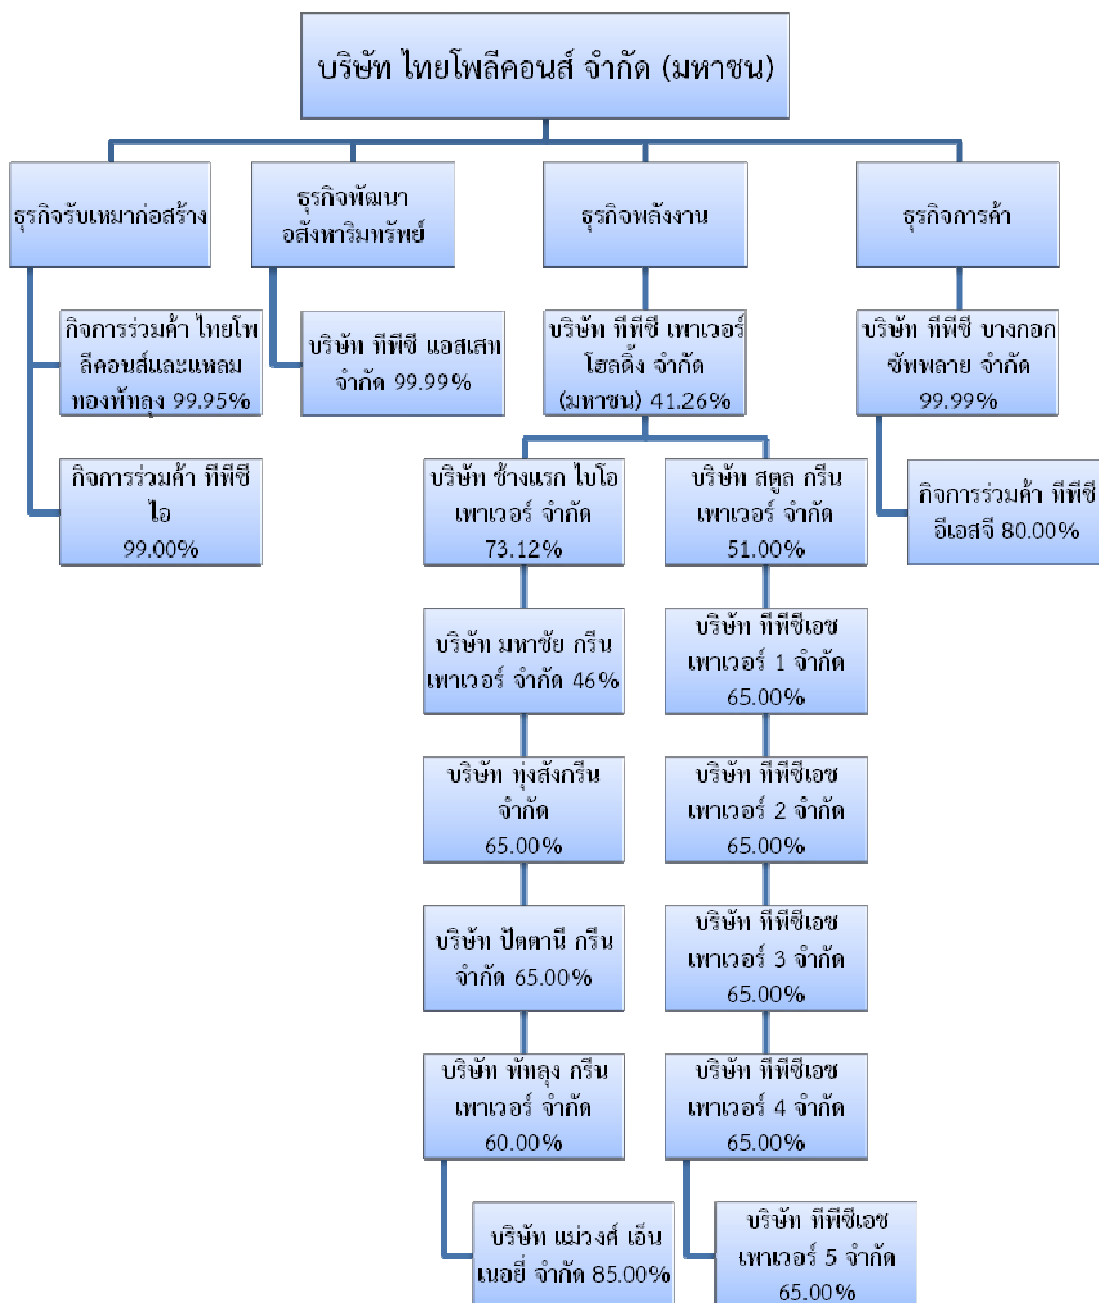 บริษัท ไทยโพลีคอนส์ จำกัด (มหาชน)
ธุรกิจรับเหมาก่อสร้าง
ธุรกิจพัฒนา
อสังหาริมทรัพย์
ธุรกิจพลังงาน
ธุรกิจการค้า
กิจการร่วมค้า ไทยโพ
ลีคอนส์และแหลม
ทองพัทลุง 99.95%
บริษัท ทีพีซี แอสเสท
จำกัด 99.99%
บริษัท ทีพีซี เพาเวอร์
โฮลดิ้ง จำกัด
(มหาชน) 41.26%
บริษัท ทีพีซี บางกอก
ซัพพลาย จำกัด
99.99%
กิจการร่วมค้า ทีพีซี
ไอ
99.00%
บริษัท ช้างแรก ไบโอ
เพาเวอร์ จำกัด
73.12%
บริษัท สตูล กรีน
เพาเวอร์ จำกัด
51.00%
กิจการร่วมค้า ทีพีซี
อีเอสจี 80.00%
บริษัท มหาชัย กรีน
เพาเวอร์ จำกัด 46%
บริษัท ทีพีซีเอช
เพาเวอร์ 1 จำกัด
65.00%
บริษัท ทุ่งสังกรีน
จำกัด
65.00%
บริษัท ทีพีซีเอช
เพาเวอร์ 2 จำกัด
65.00%
บริษัท ปัตตานี กรีน
จำกัด 65.00%
บริษัท ทีพีซีเอช
เพาเวอร์ 3 จำกัด
65.00%
บริษัท พัทลุง กรีน
เพาเวอร์ จำกัด
60.00%
บริษัท ทีพีซีเอช
เพาเวอร์ 4 จำกัด
65.00%
บริษัท แม่วงศ์ เอ็น
เนอยี่ จำกัด 85.00%
บริษัท ทีพีซีเอช
เพาเวอร์ 5 จำกัด
65.00%